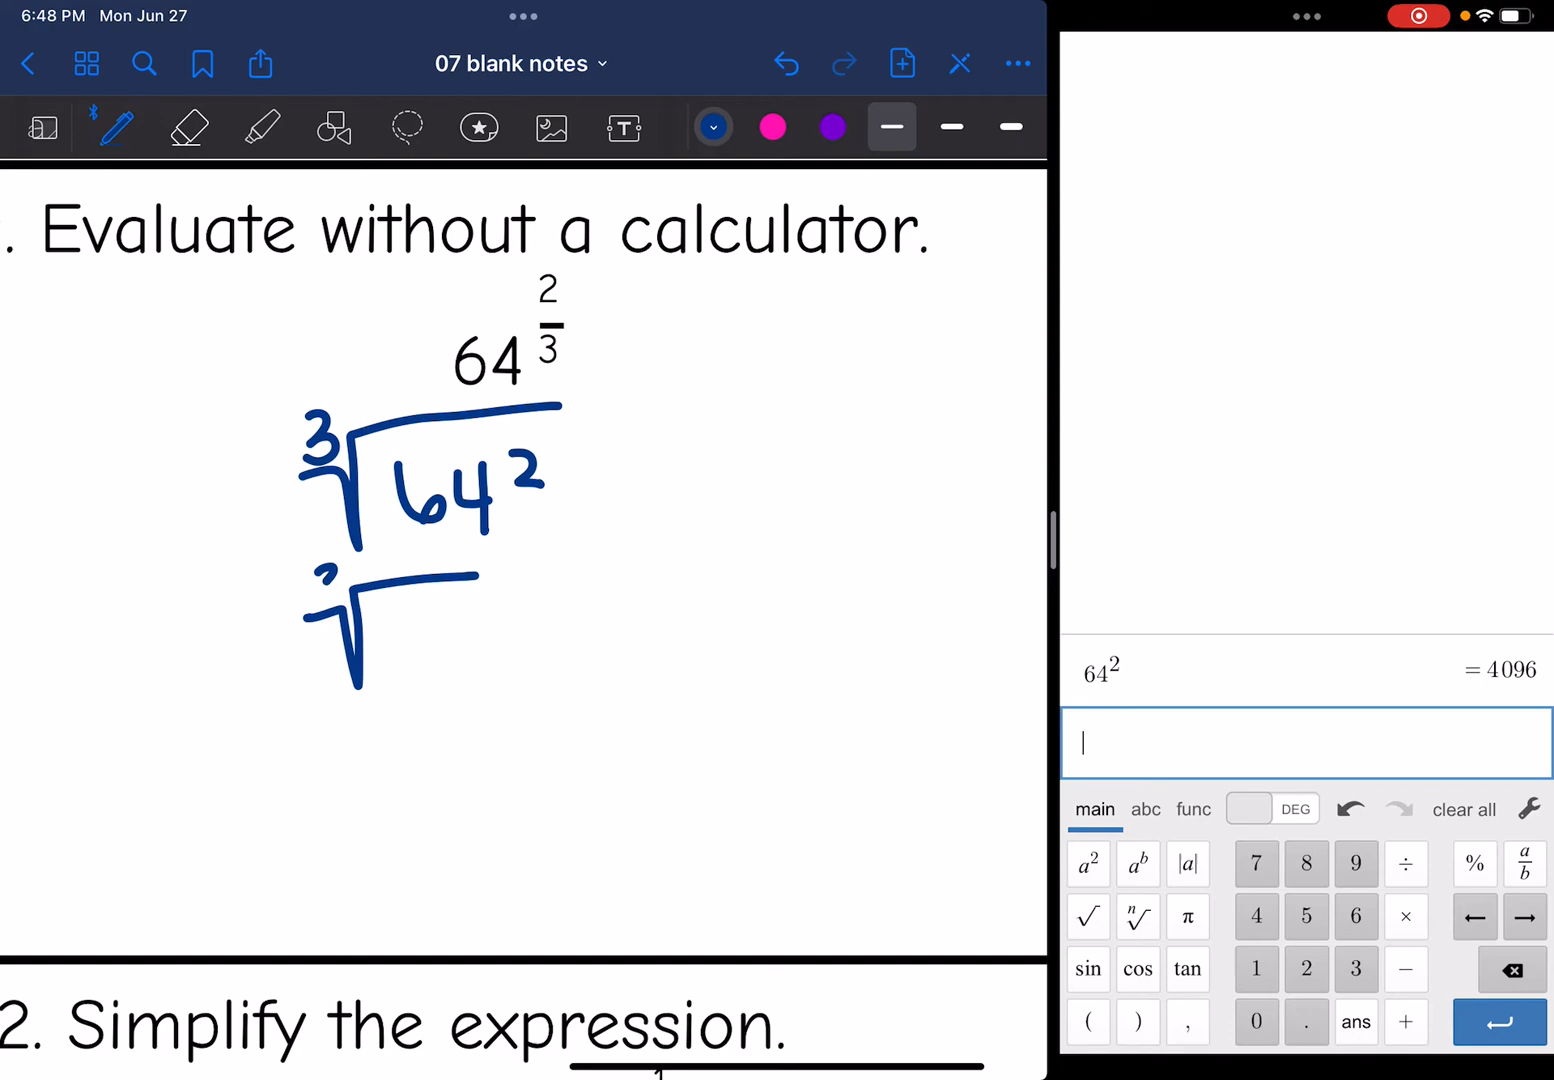 6:48 PM Mon Jun 27
07 blank notes
. Evaluate without a calculator.
64^(2/3)
3√64²
√
2. Simplify the expression.
1
64² = 4096
main abc func DEG clear all
a² a^b |a| 7 8 9 ÷ % a/b
√ ⁿ√ π 4 5 6 × ← →
sin cos tan 1 2 3 −
( ) , 0 . ans +